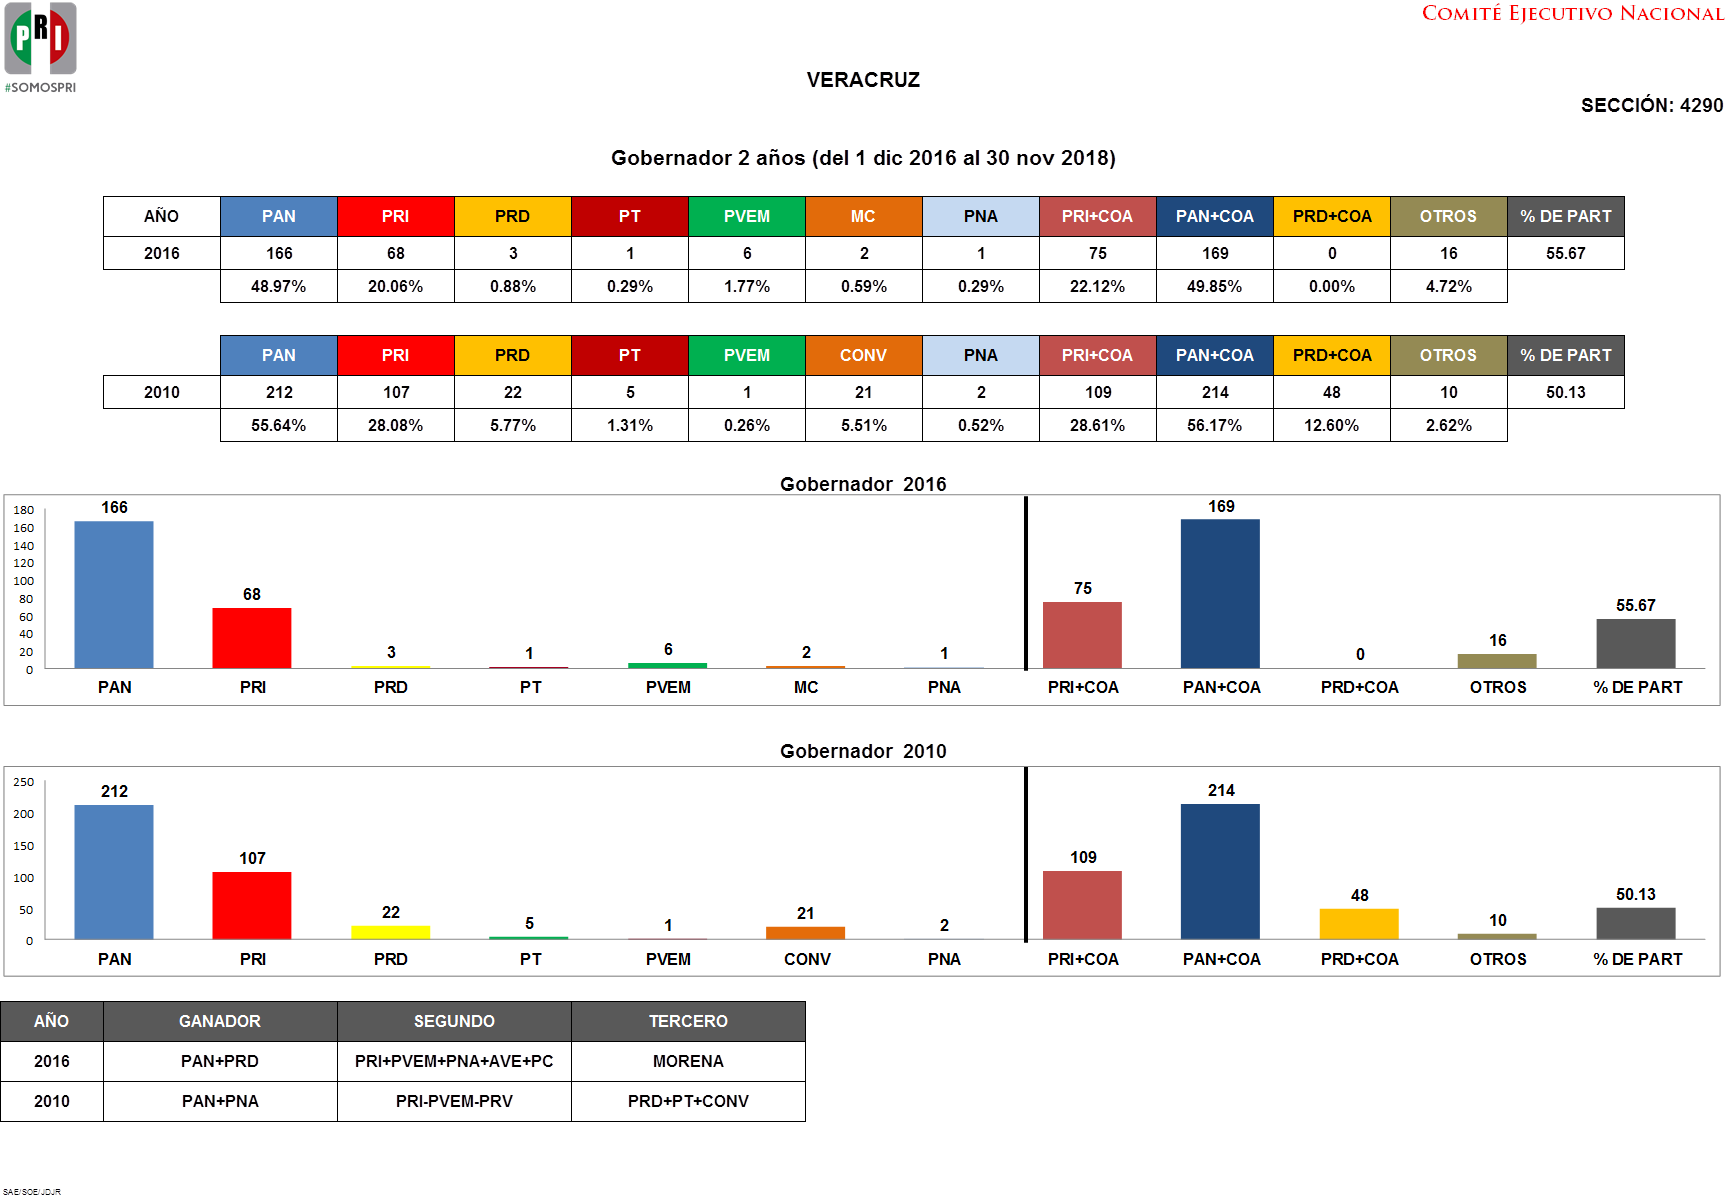 PRI
#SOMOSPRI
COMITÉ EJECUTIVO NACIONAL
VERACRUZ
SECCIÓN: 4290
Gobernador 2 años (del 1 dic 2016 al 30 nov 2018)
AÑO PAN PRI PRD PT PVEM MC PNA PRI+COA PAN+COA PRD+COA OTROS % DE PART
2016 166 68 3 1 6 2 1 75 169 0 16 55.67
48.97% 20.06% 0.88% 0.29% 1.77% 0.59% 0.29% 22.12% 49.85% 0.00% 4.72%
PAN PRI PRD PT PVEM CONV PNA PRI+COA PAN+COA PRD+COA OTROS % DE PART
2010 212 107 22 5 1 21 2 109 214 48 10 50.13
55.64% 28.08% 5.77% 1.31% 0.26% 5.51% 0.52% 28.61% 56.17% 12.60% 2.62%
Gobernador 2016
180
160
140
120
100
80
60
40
20
0
166 68 3 1 6 2 1 75 169 0 16 55.67
PAN PRI PRD PT PVEM MC PNA PRI+COA PAN+COA PRD+COA OTROS % DE PART
Gobernador 2010
250
200
150
100
50
0
212 107 22 5 1 21 2 109 214 48 10 50.13
PAN PRI PRD PT PVEM CONV PNA PRI+COA PAN+COA PRD+COA OTROS % DE PART
AÑO GANADOR SEGUNDO TERCERO
2016 PAN+PRD PRI+PVEM+PNA+AVE+PC MORENA
2010 PAN+PNA PRI-PVEM-PRV PRD+PT+CONV
SAE/SOE/JDJR